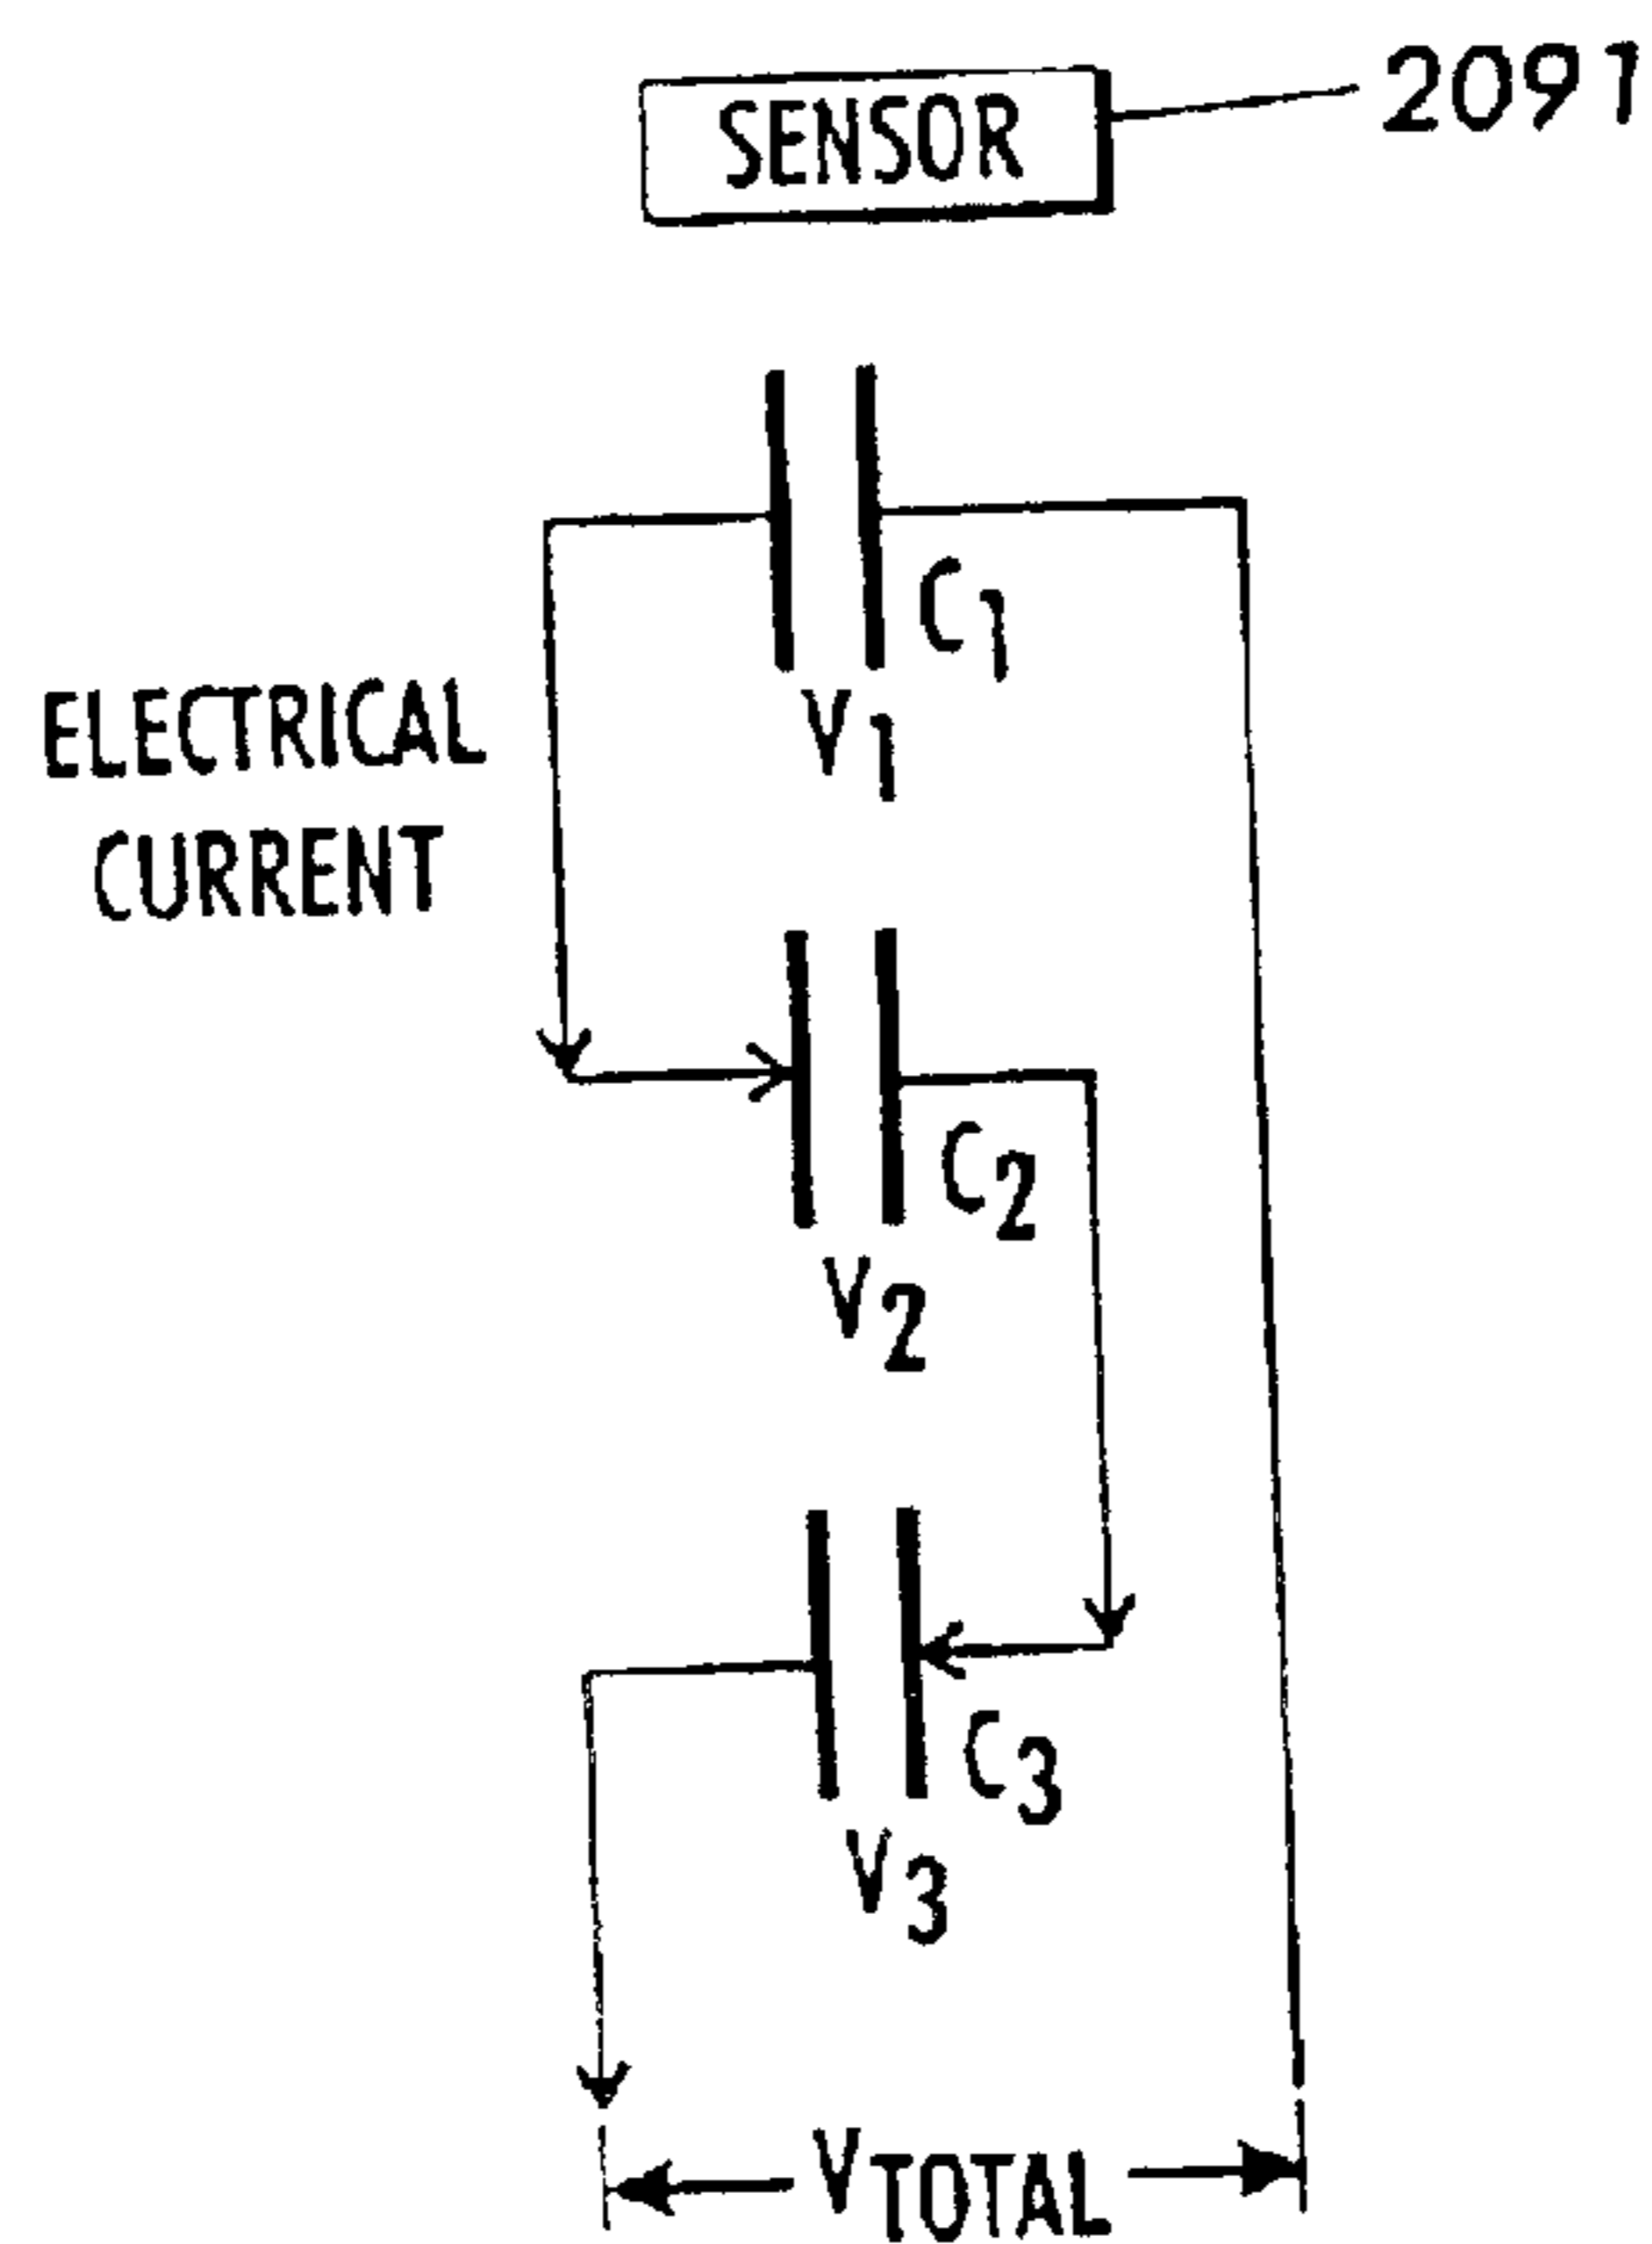 SENSOR 2091
C1
V1
ELECTRICAL
CURRENT
C2
V2
C3
V3
VTOTAL